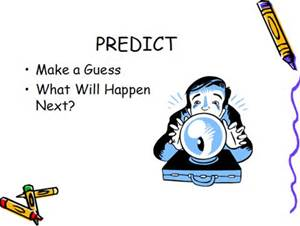 PREDICT
• Make a Guess
• What Will Happen
Next?